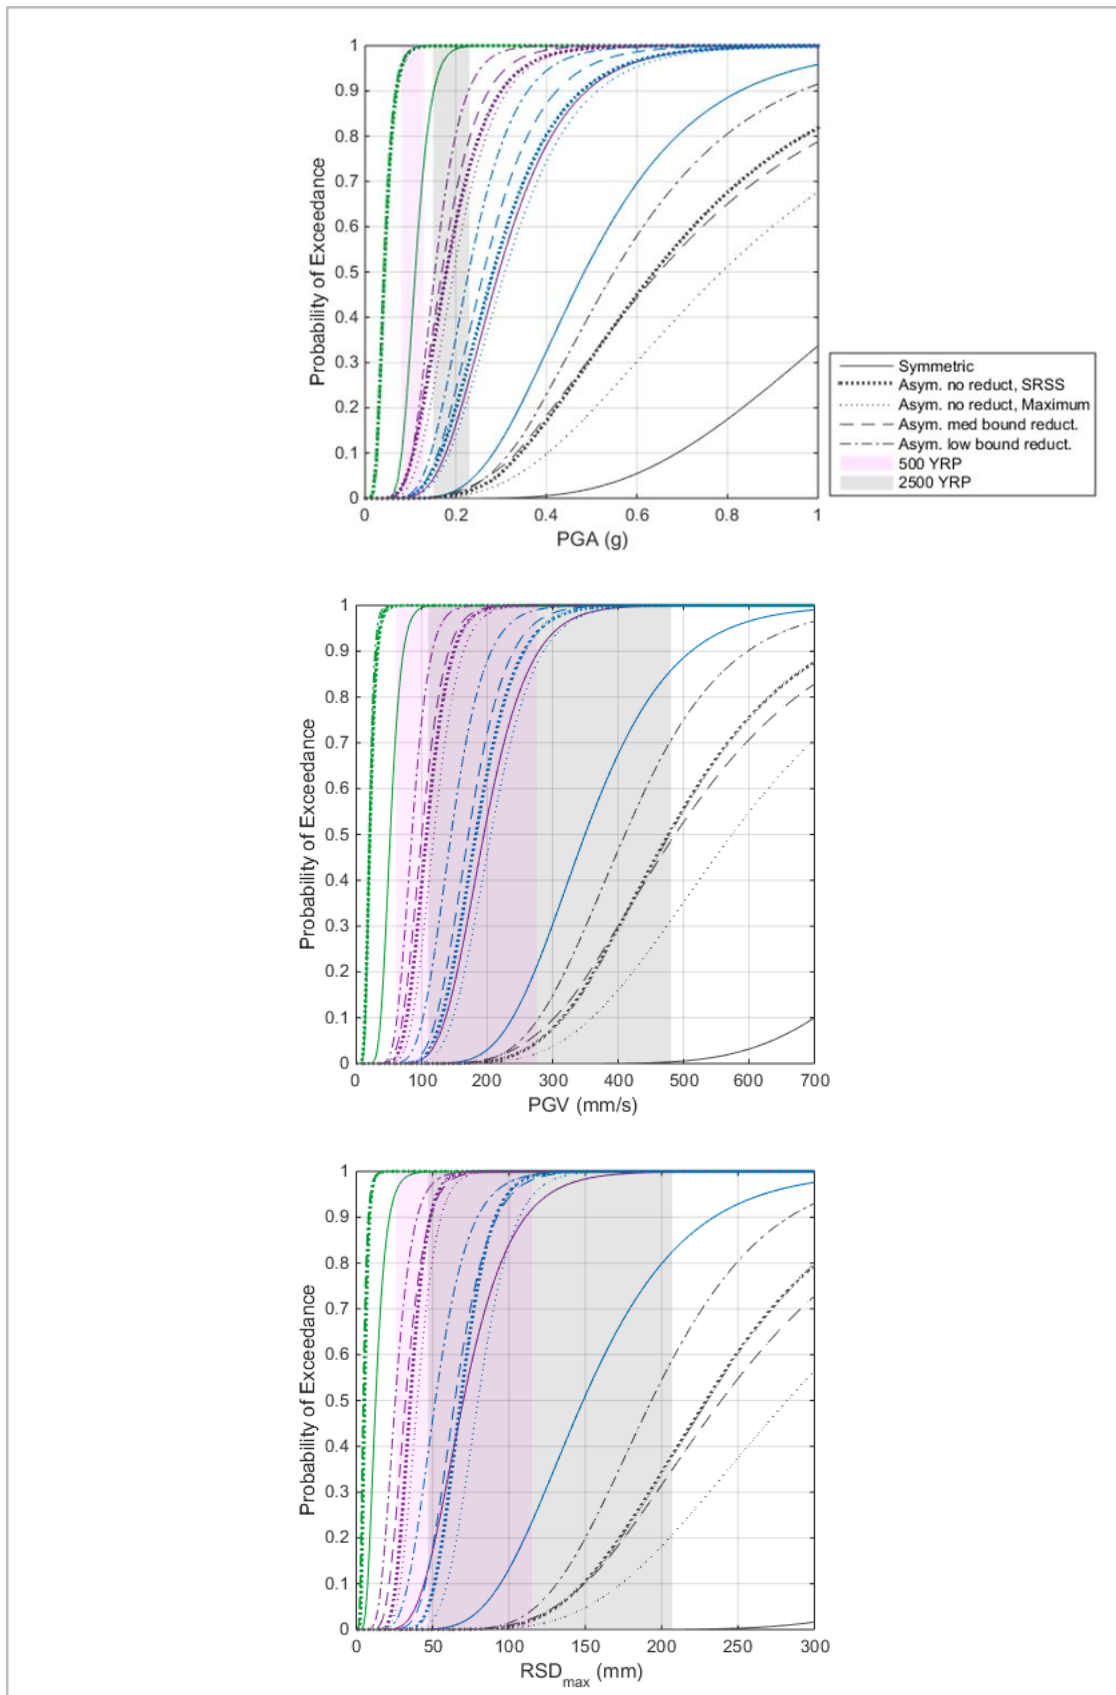 1
0.9
0.8
0.7
0.6
0.5
0.4
0.3
0.2
0.1
0
Probability of Exceedance
0 0.2 0.4 0.6 0.8 1
PGA (g)
Symmetric
Asym. no reduct, SRSS
Asym. no reduct, Maximum
Asym. med bound reduct.
Asym. low bound reduct.
500 YRP
2500 YRP
1
0.9
0.8
0.7
0.6
0.5
0.4
0.3
0.2
0.1
0
Probability of Exceedance
0 100 200 300 400 500 600 700
PGV (mm/s)
1
0.9
0.8
0.7
0.6
0.5
0.4
0.3
0.2
0.1
0
Probability of Exceedance
0 50 100 150 200 250 300
RSDmax (mm)